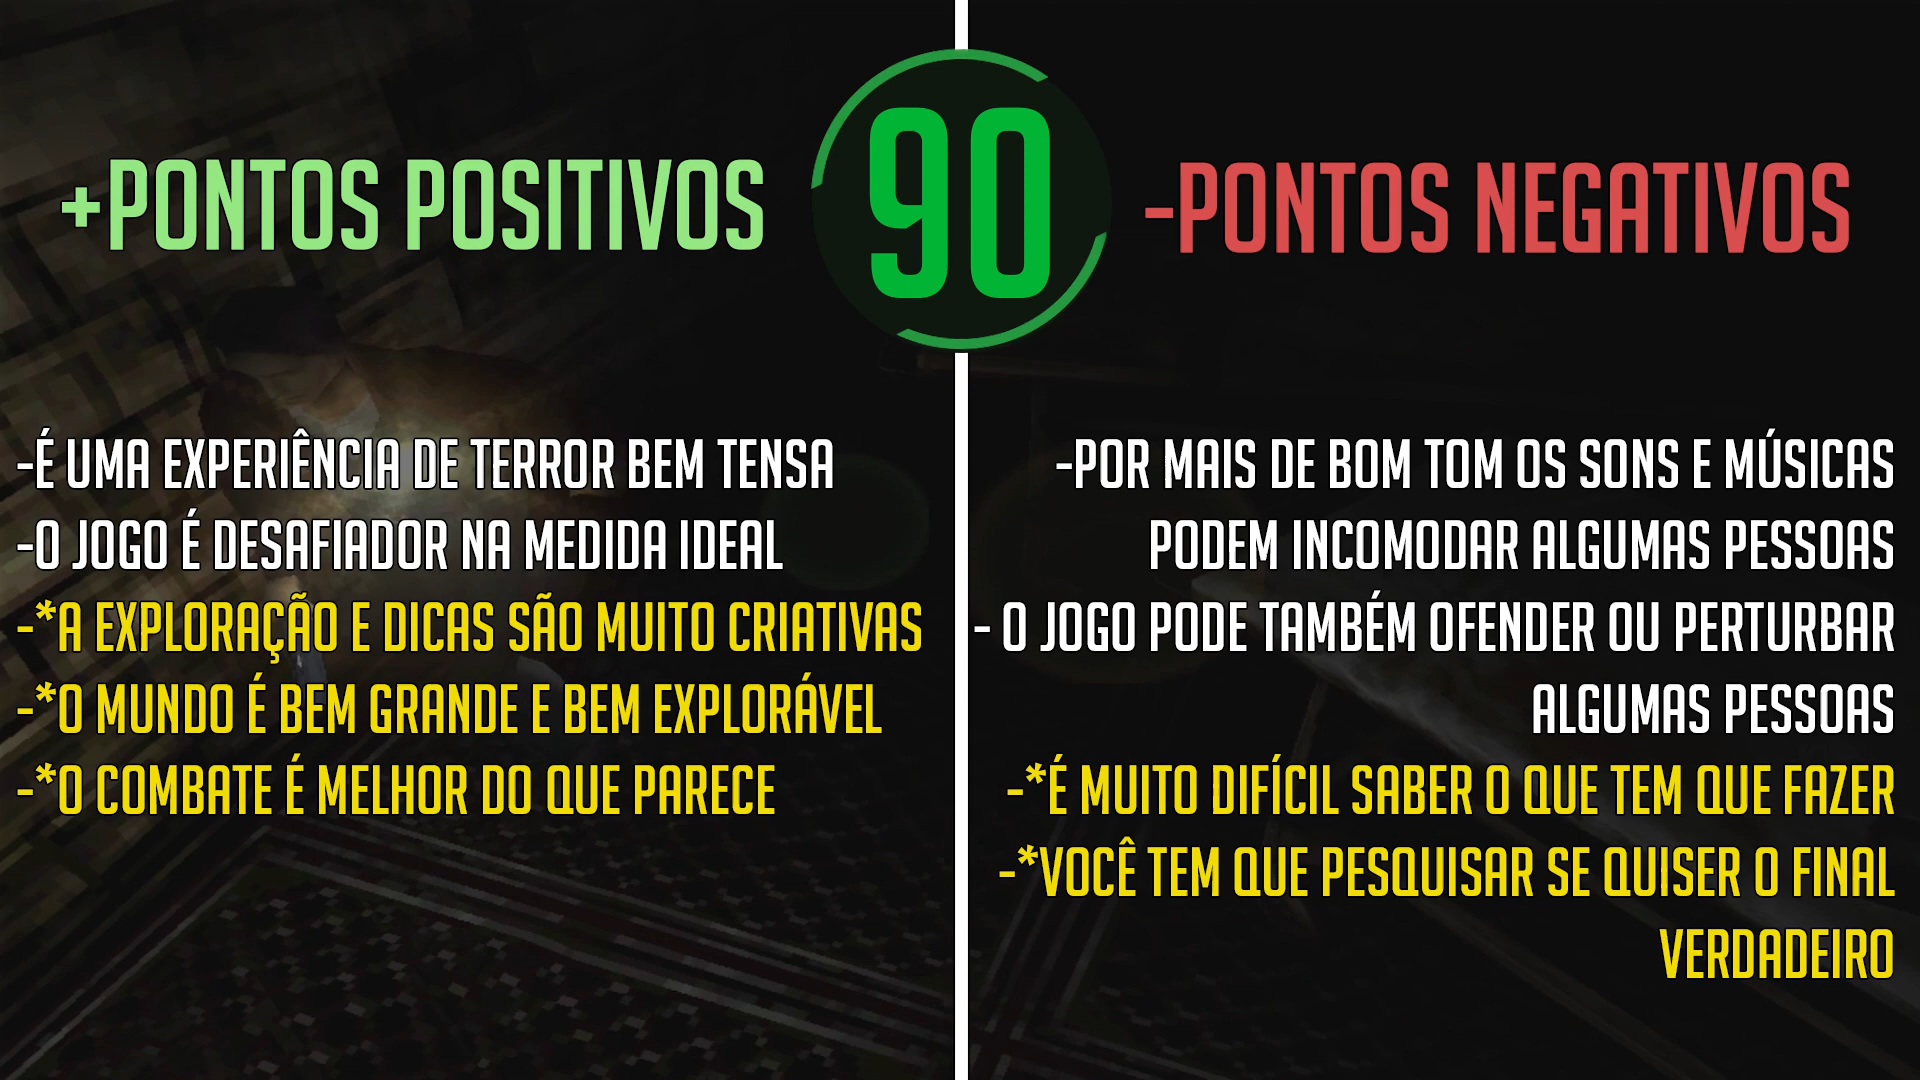 +PONTOS POSITIVOS
-É UMA EXPERIÊNCIA DE TERROR BEM TENSA
-O JOGO É DESAFIADOR NA MEDIDA IDEAL
-*A EXPLORAÇÃO E DICAS SÃO MUITO CRIATIVAS
-*O MUNDO É BEM GRANDE E BEM EXPLORÁVEL
-*O COMBATE É MELHOR DO QUE PARECE
90
-PONTOS NEGATIVOS
-POR MAIS DE BOM TOM OS SONS E MÚSICAS
PODEM INCOMODAR ALGUMAS PESSOAS
- O JOGO PODE TAMBÉM OFENDER OU PERTURBAR
ALGUMAS PESSOAS
-*É MUITO DIFÍCIL SABER O QUE TEM QUE FAZER
-*VOCÊ TEM QUE PESQUISAR SE QUISER O FINAL
VERDADEIRO